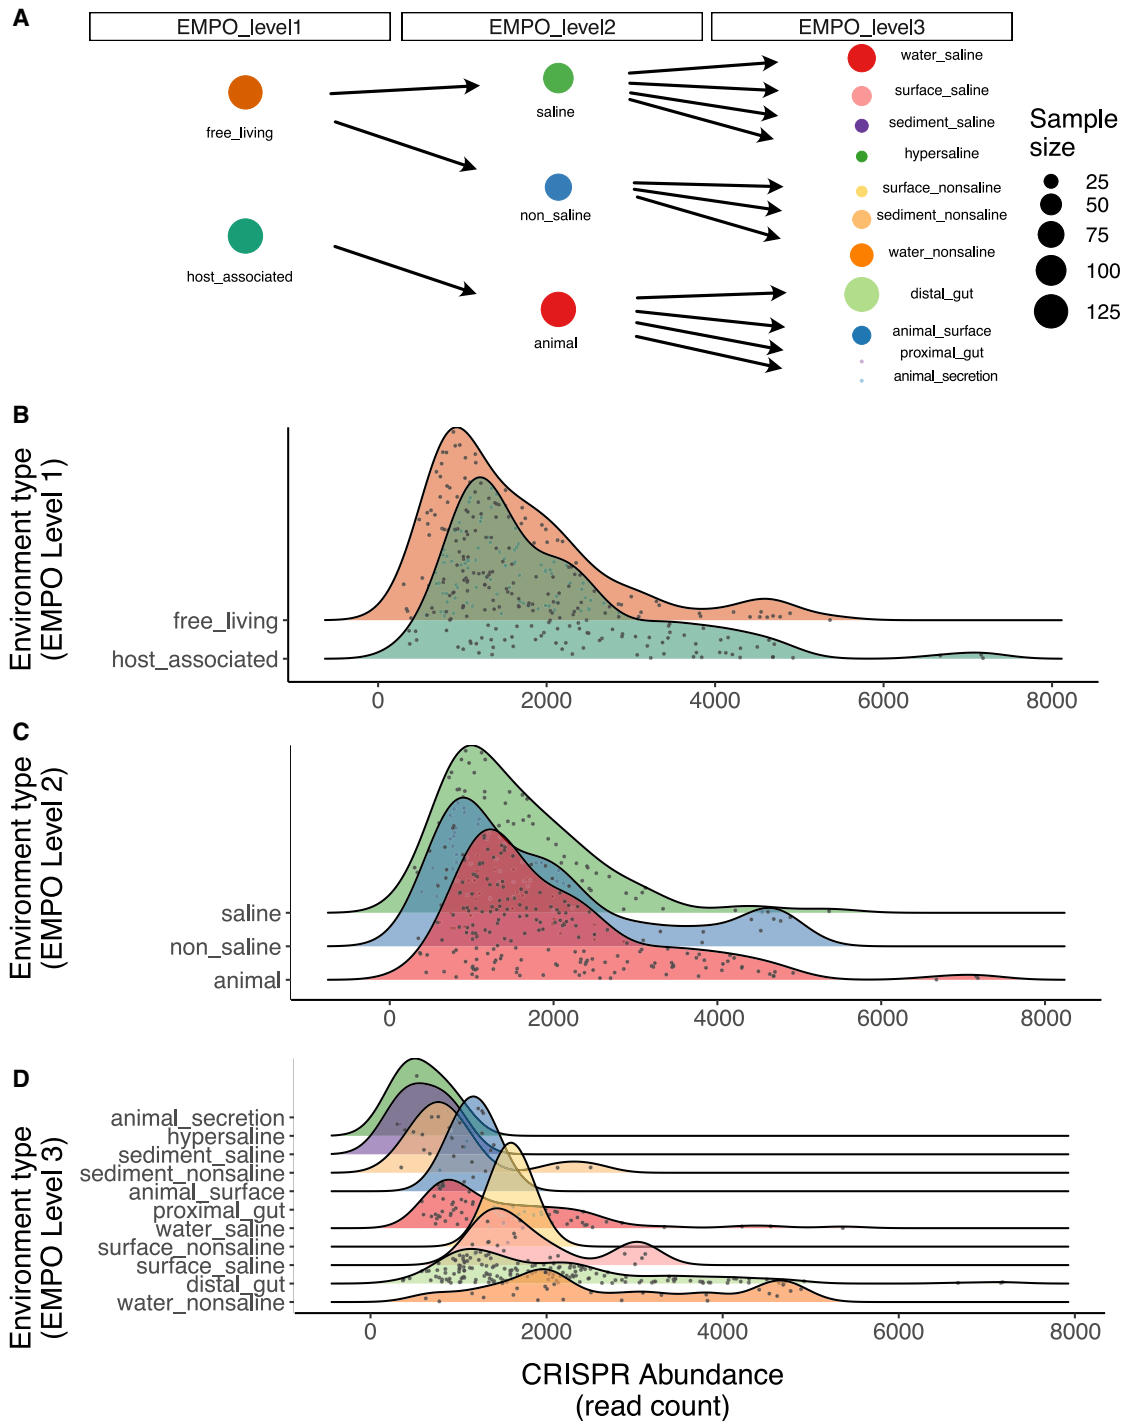 A
EMPO_level1
EMPO_level2
EMPO_level3
free_living
host_associated
saline
non_saline
animal
water_saline
surface_saline
sediment_saline
hypersaline
surface_nonsaline
sediment_nonsaline
water_nonsaline
distal_gut
animal_surface
proximal_gut
animal_secretion
Sample
size
25
50
75
100
125
B
Environment type
(EMPO Level 1)
free_living
host_associated
0
2000
4000
6000
8000
C
Environment type
(EMPO Level 2)
saline
non_saline
animal
0
2000
4000
6000
8000
D
Environment type
(EMPO Level 3)
animal_secretion
hypersaline
sediment_saline
sediment_nonsaline
animal_surface
proximal_gut
water_saline
surface_nonsaline
surface_saline
distal_gut
water_nonsaline
0
2000
4000
6000
8000
CRISPR Abundance
(read count)